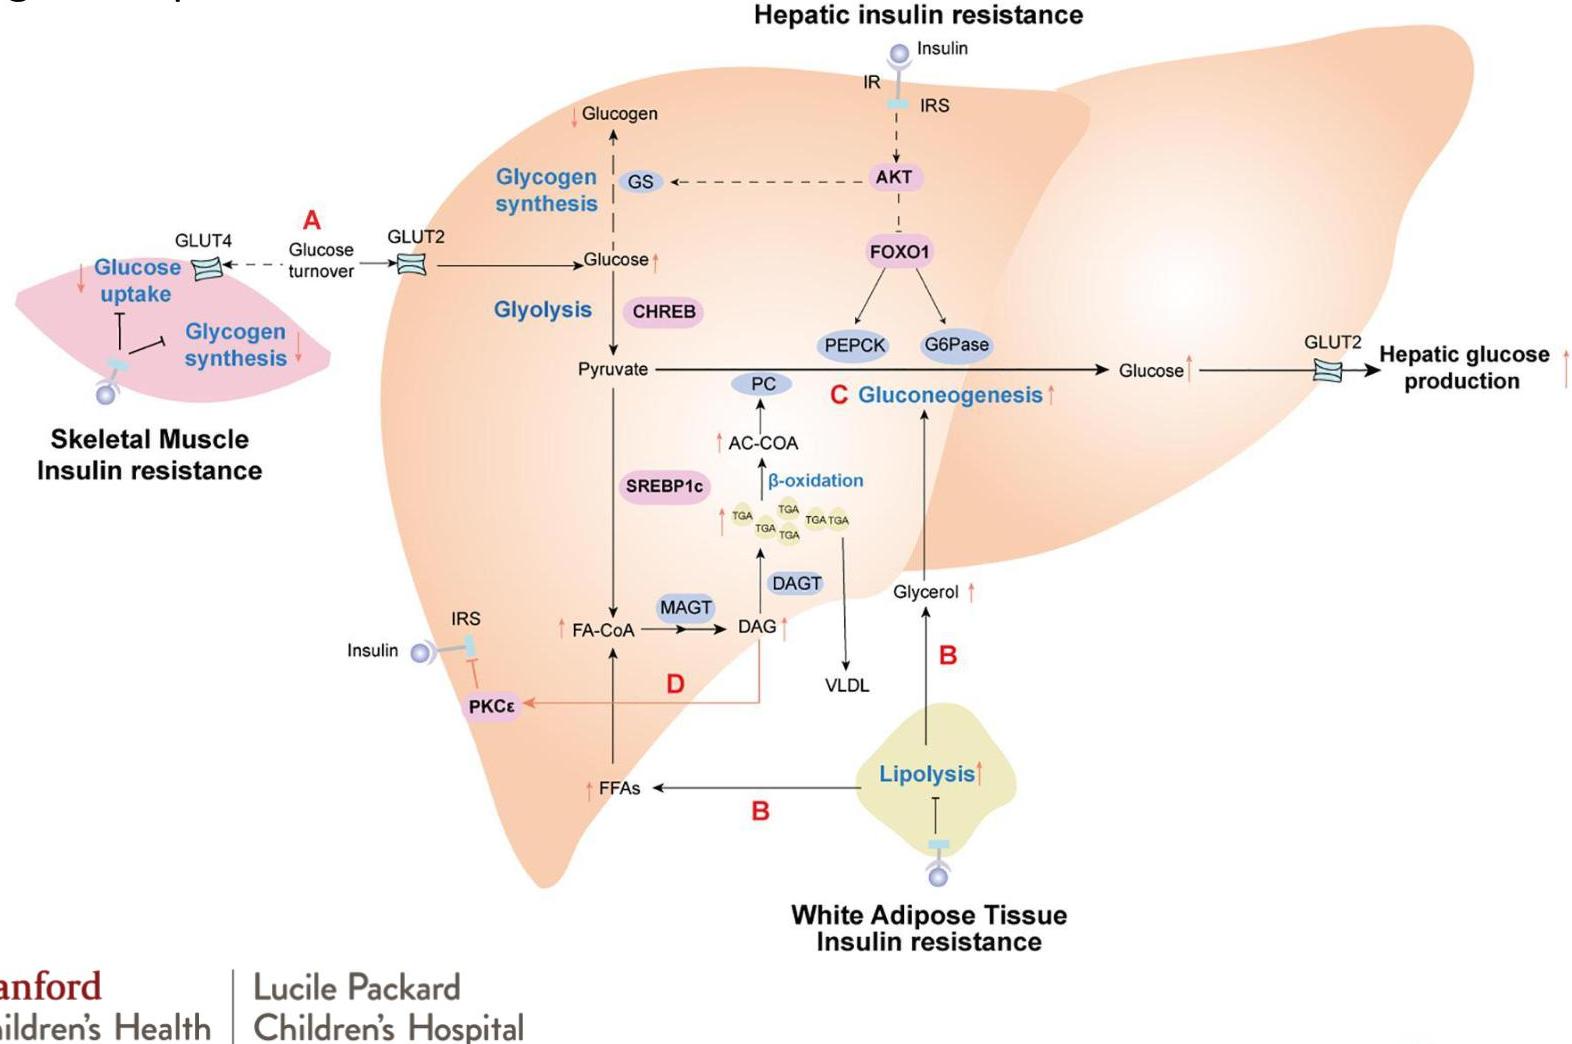 Hepatic insulin resistance
Insulin
IR
IRS
Glucogen
Glycogen
synthesis
GS
AKT
A
GLUT4
Glucose
turnover
GLUT2
Glucose
FOXO1
Glucose
uptake
Glycogen
synthesis
Glyolysis
CHREB
PEPCK
G6Pase
Skeletal Muscle
Insulin resistance
Pyruvate
PC
C Gluconeogenesis
Glucose
GLUT2
Hepatic glucose
production
AC-COA
β-oxidation
SREBP1c
TGA
TGA
TGA
TGA
TGA
TGA
DAGT
MAGT
FA-CoA
DAG
Glycerol
IRS
Insulin
PKCε
D
VLDL
B
FFAs
B
Lipolysis
White Adipose Tissue
Insulin resistance
anford
ildren's Health
Lucile Packard
Children's Hospital